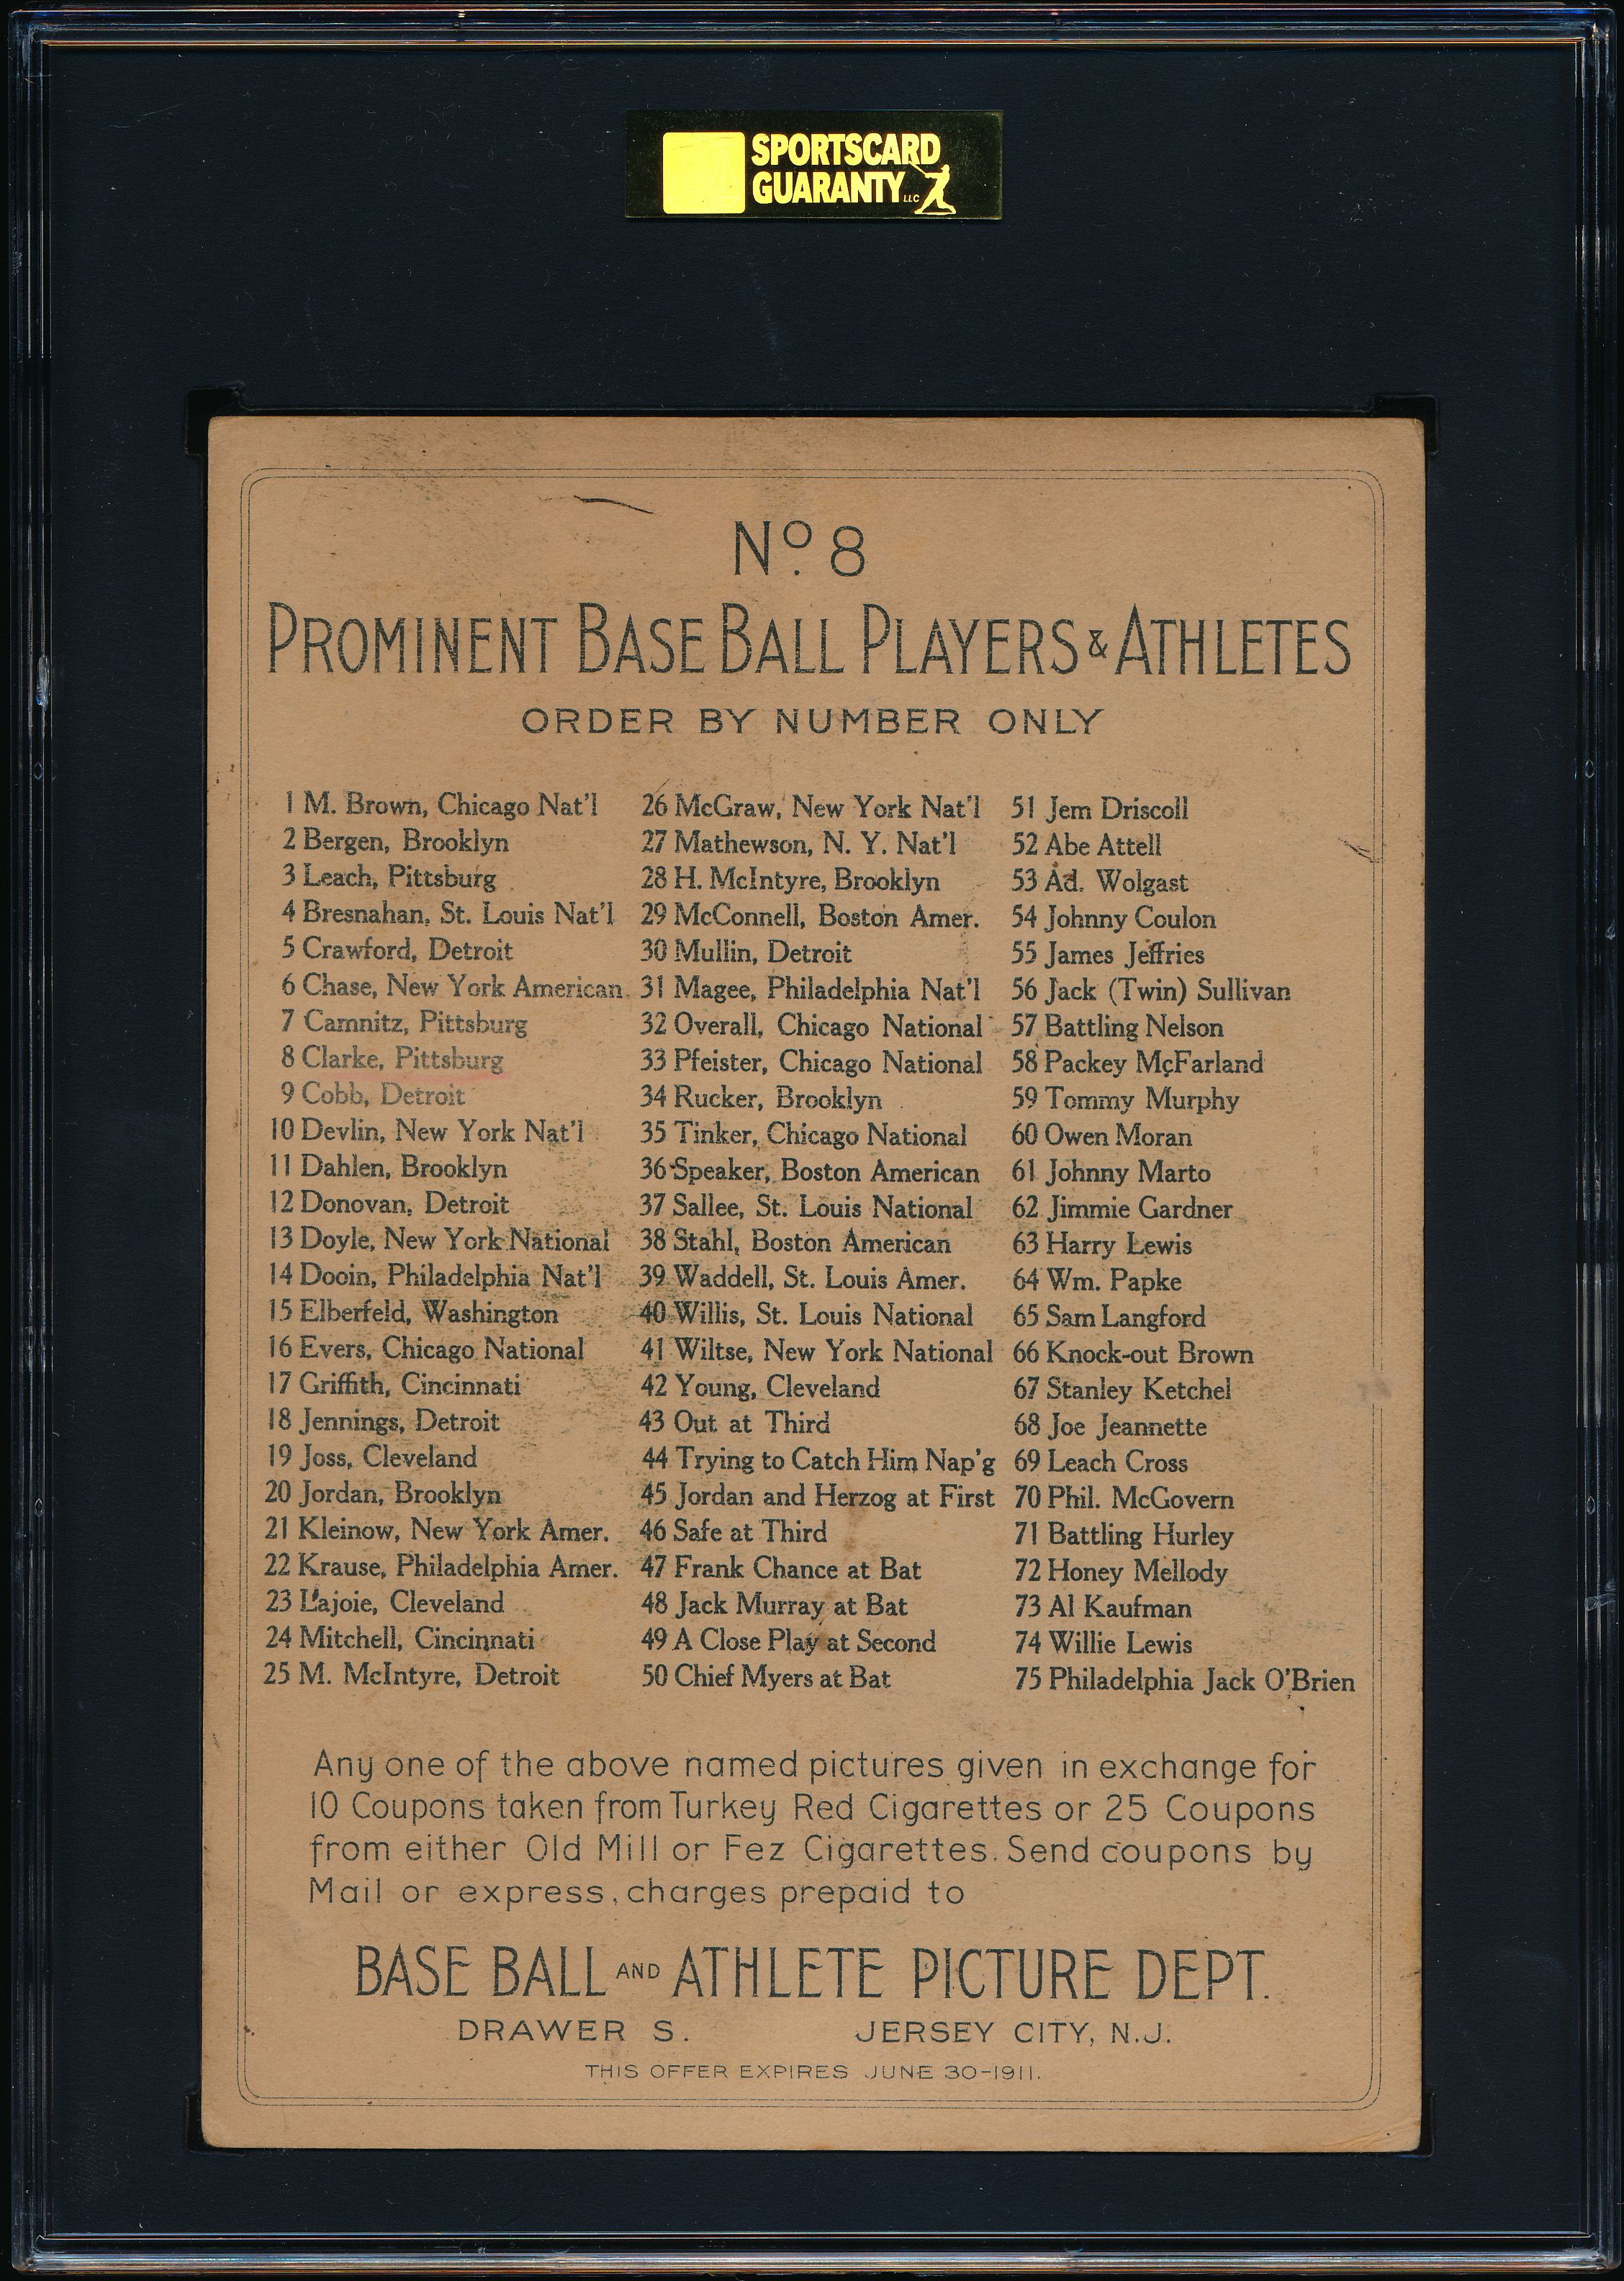 SPORTSCARD
GUARANTY LLC
No. 8
PROMINENT BASE BALL PLAYERS & ATHLETES
ORDER BY NUMBER ONLY
1 M. Brown, Chicago Nat'l
2 Bergen, Brooklyn
3 Leach, Pittsburg
4 Bresnahan, St. Louis Nat'l
5 Crawford, Detroit
6 Chase, New York American
7 Camnitz, Pittsburg
8 Clarke, Pittsburg
9 Cobb, Detroit
10 Devlin, New York Nat'l
11 Dahlen, Brooklyn
12 Donovan, Detroit
13 Doyle, New York National
14 Dooin, Philadelphia Nat'l
15 Elberfeld, Washington
16 Evers, Chicago National
17 Griffith, Cincinnati
18 Jennings, Detroit
19 Joss, Cleveland
20 Jordan, Brooklyn
21 Kleinow, New York Amer.
22 Krause, Philadelphia Amer.
23 Lajoie, Cleveland
24 Mitchell, Cincinnati
25 M. McIntyre, Detroit
26 McGraw, New York Nat'l
27 Mathewson, N. Y. Nat'l
28 H. McIntyre, Brooklyn
29 McConnell, Boston Amer.
30 Mullin, Detroit
31 Magee, Philadelphia Nat'l
32 Overall, Chicago National
33 Pfeister, Chicago National
34 Rucker, Brooklyn
35 Tinker, Chicago National
36 Speaker, Boston American
37 Sallee, St. Louis National
38 Stahl, Boston American
39 Waddell, St. Louis Amer.
40 Willis, St. Louis National
41 Wiltse, New York National
42 Young, Cleveland
43 Out at Third
44 Trying to Catch Him Nap'g
45 Jordan and Herzog at First
46 Safe at Third
47 Frank Chance at Bat
48 Jack Murray at Bat
49 A Close Play at Second
50 Chief Myers at Bat
51 Jem Driscoll
52 Abe Attell
53 Ad. Wolgast
54 Johnny Coulon
55 James Jeffries
56 Jack (Twin) Sullivan
57 Battling Nelson
58 Packey McFarland
59 Tommy Murphy
60 Owen Moran
61 Johnny Marto
62 Jimmie Gardner
63 Harry Lewis
64 Wm. Papke
65 Sam Langford
66 Knock-out Brown
67 Stanley Ketchel
68 Joe Jeannette
69 Leach Cross
70 Phil. McGovern
71 Battling Hurley
72 Honey Mellody
73 Al Kaufman
74 Willie Lewis
75 Philadelphia Jack O'Brien
Any one of the above named pictures given in exchange for
10 Coupons taken from Turkey Red Cigarettes or 25 Coupons
from either Old Mill or Fez Cigarettes. Send coupons by
Mail or express, charges prepaid to
BASE BALL AND ATHLETE PICTURE DEPT.
DRAWER S. JERSEY CITY, N.J.
THIS OFFER EXPIRES JUNE 30-1911.